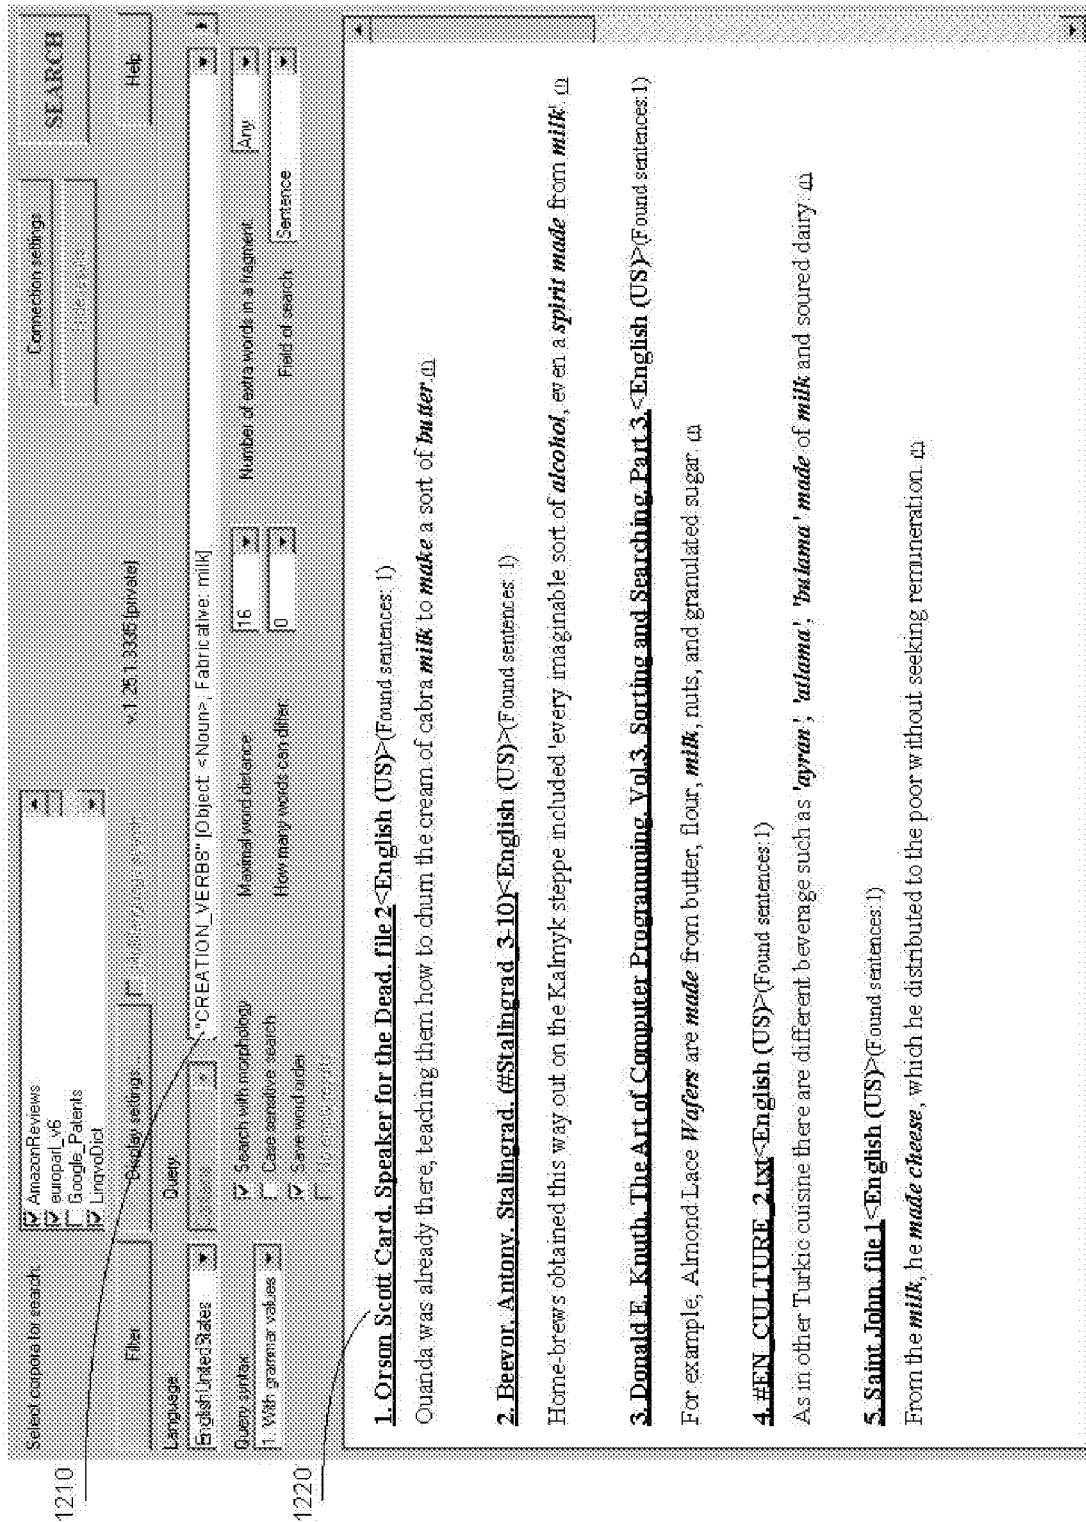 Select corpora for search:
AmazonReviews
europarl_v6
Google_Patents
LingvoDict
Connection settings
SEARCH
Filter
Display settings...
v.1.25.1.3335 [private]
Help
Language:
Query:
English UnitedStates
"CREATION_VERBS" [Object: <Noun>, Fabricative: milk]
Query syntax:
1. With grammar values
Search with morphology
Case sensitive search
Save word order
Maximal word distance:
16
How many words can differ:
0
Number of extra words in a fragment:
Any
Field of search:
Sentence
1210
1220
1. Orson Scott Card. Speaker for the Dead. file 2<English (US)>(Found sentences: 1)
Quanda was already there, teaching them how to churn the cream of cabra milk to make a sort of butter (1)
2. Beevor, Antony. Stalingrad. (#Stalingrad_3-10)<English (US)>(Found sentences: 1)
Home-brews obtained this way out on the Kalmyk steppe included 'every imaginable sort of alcohol, even a spirit made from milk'. (1)
3. Donald E. Knuth. The Art of Computer Programming. Vol.3. Sorting and Searching. Part 3.<English (US)>(Found sentences:1)
For example, Almond Lace Wafers are made from butter, flour, milk, nuts, and granulated sugar. (1)
4. #EN_CULTURE_2.txt<English (US)>(Found sentences:1)
As in other Turkic cuisine there are different beverage such as 'ayran', 'atlama', 'bulama' made of milk and soured dairy. (1)
5. Saint John. file 1<English (US)>(Found sentences:1)
From the milk, he made cheese, which he distributed to the poor without seeking remuneration. (1)